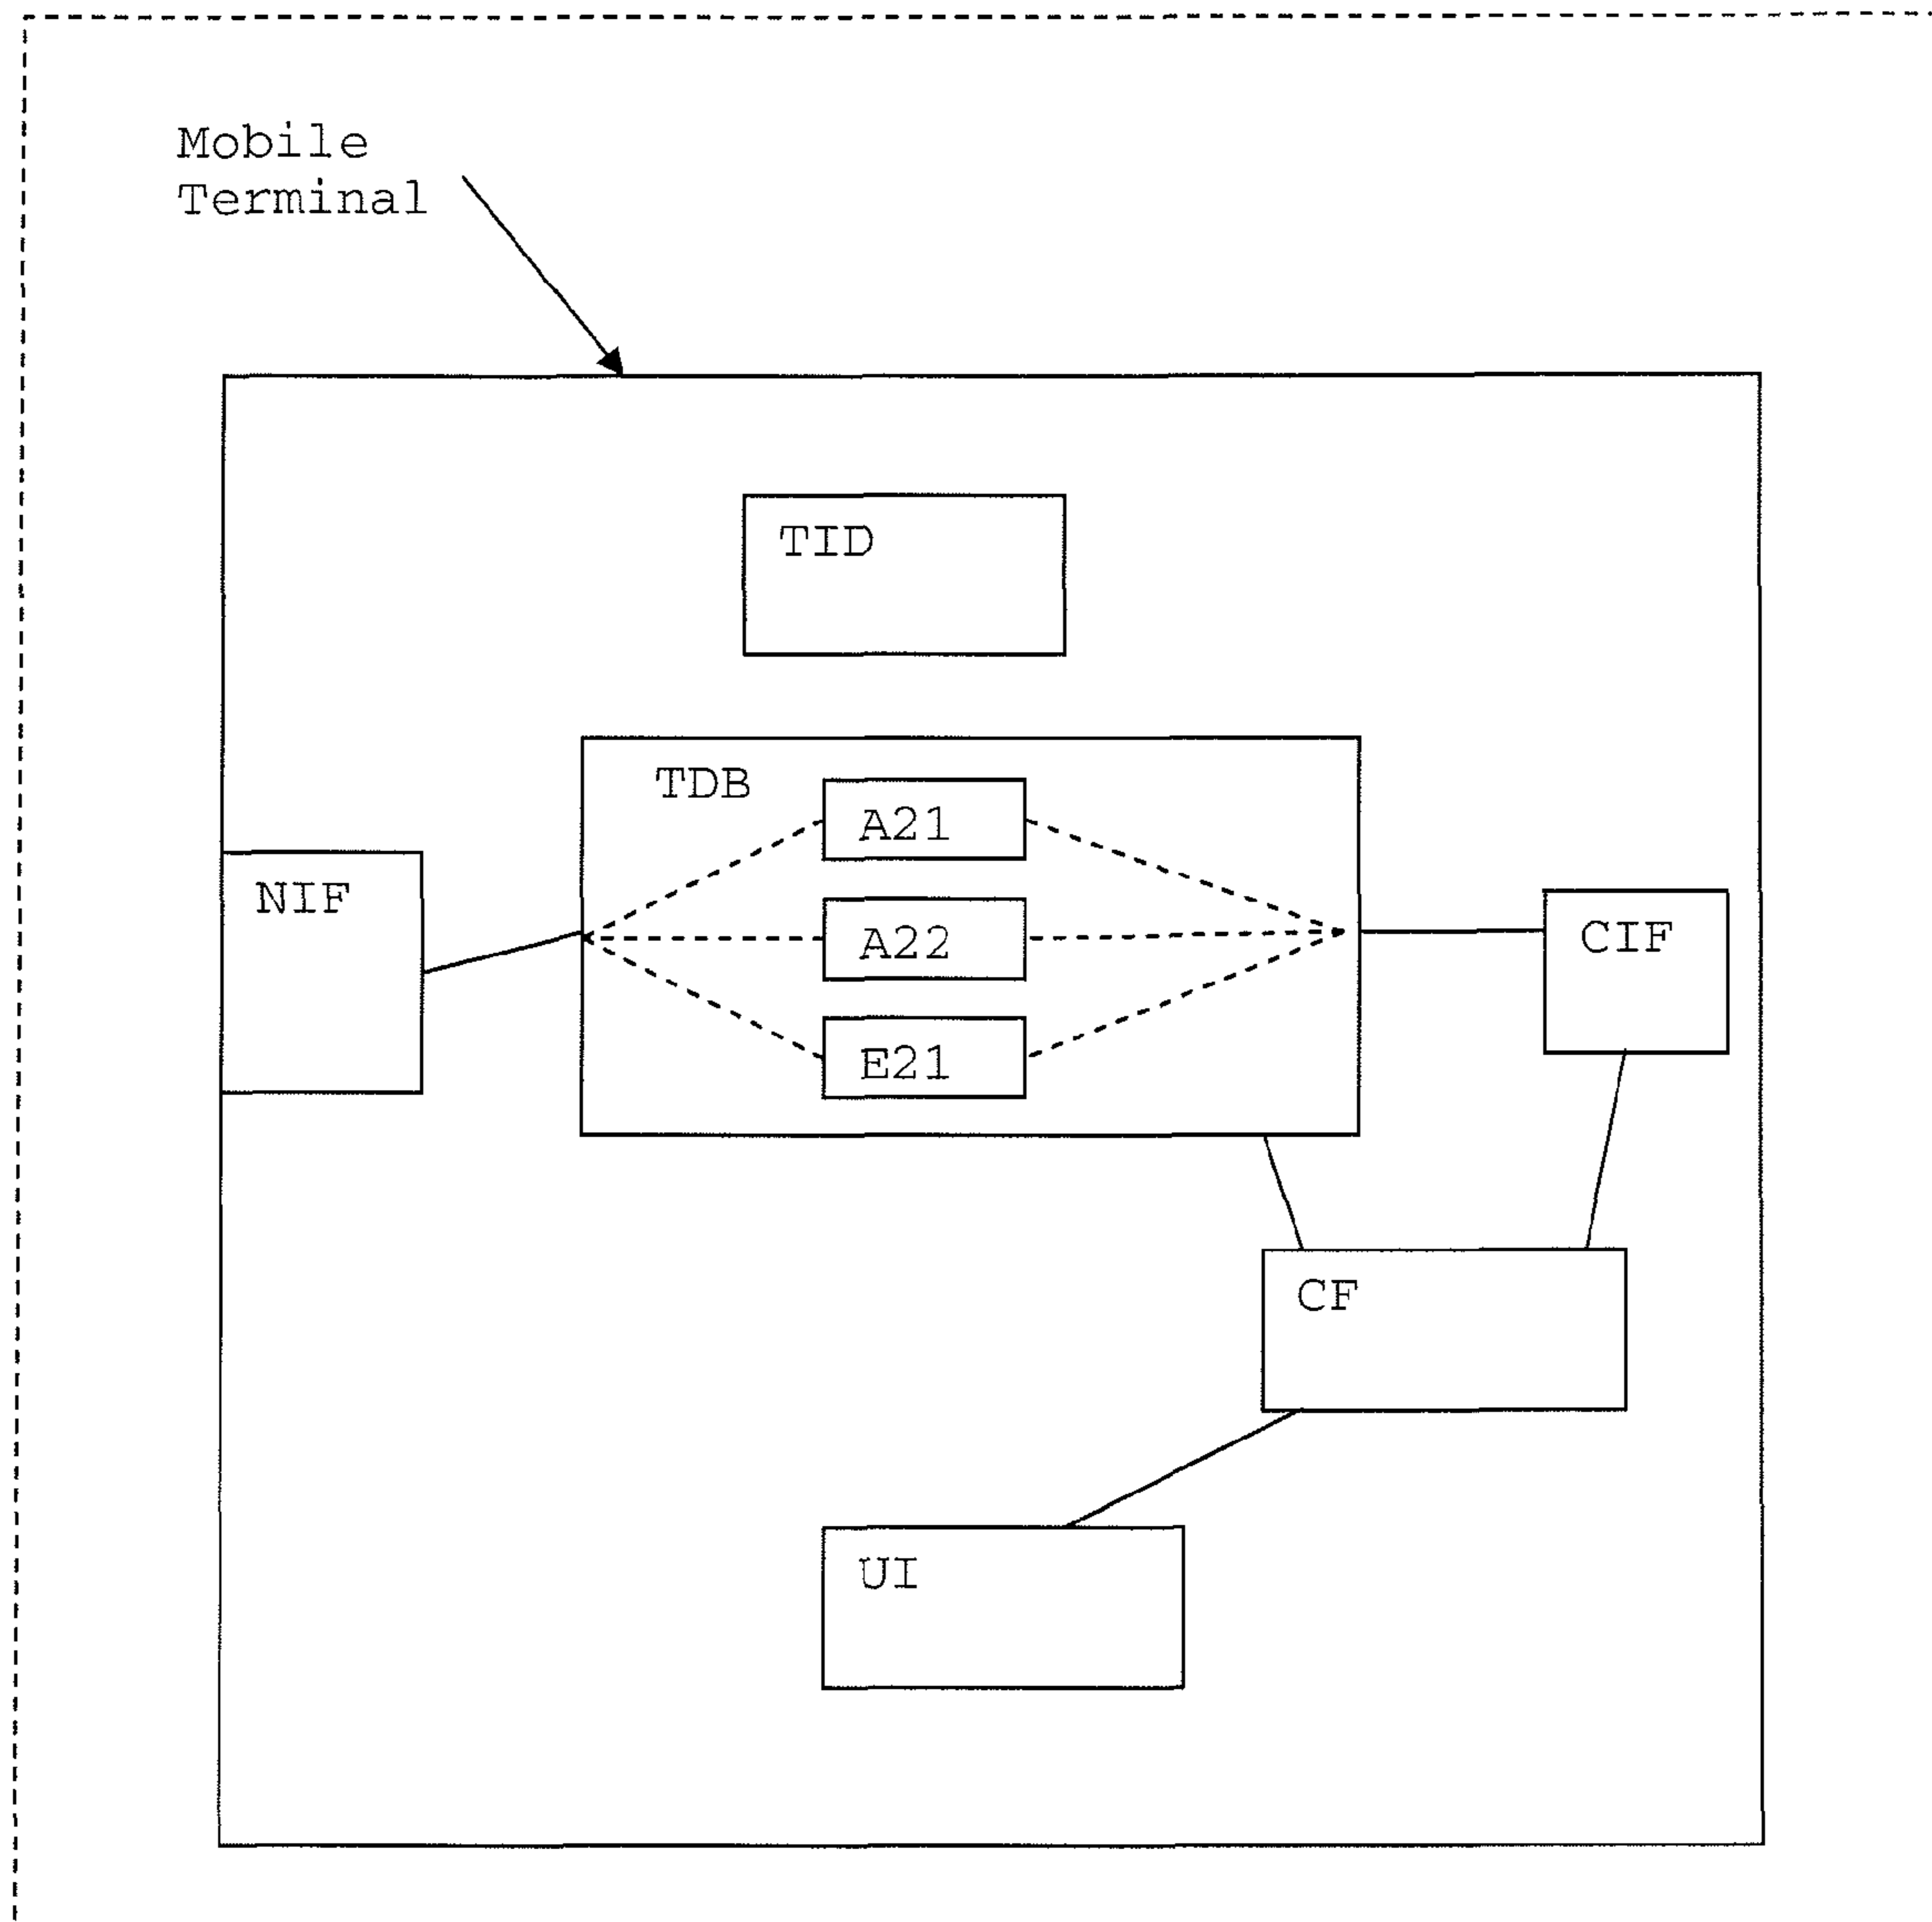 Mobile
Terminal
TID
TDB
A21
NIF
A22
CIF
E21
CF
UI